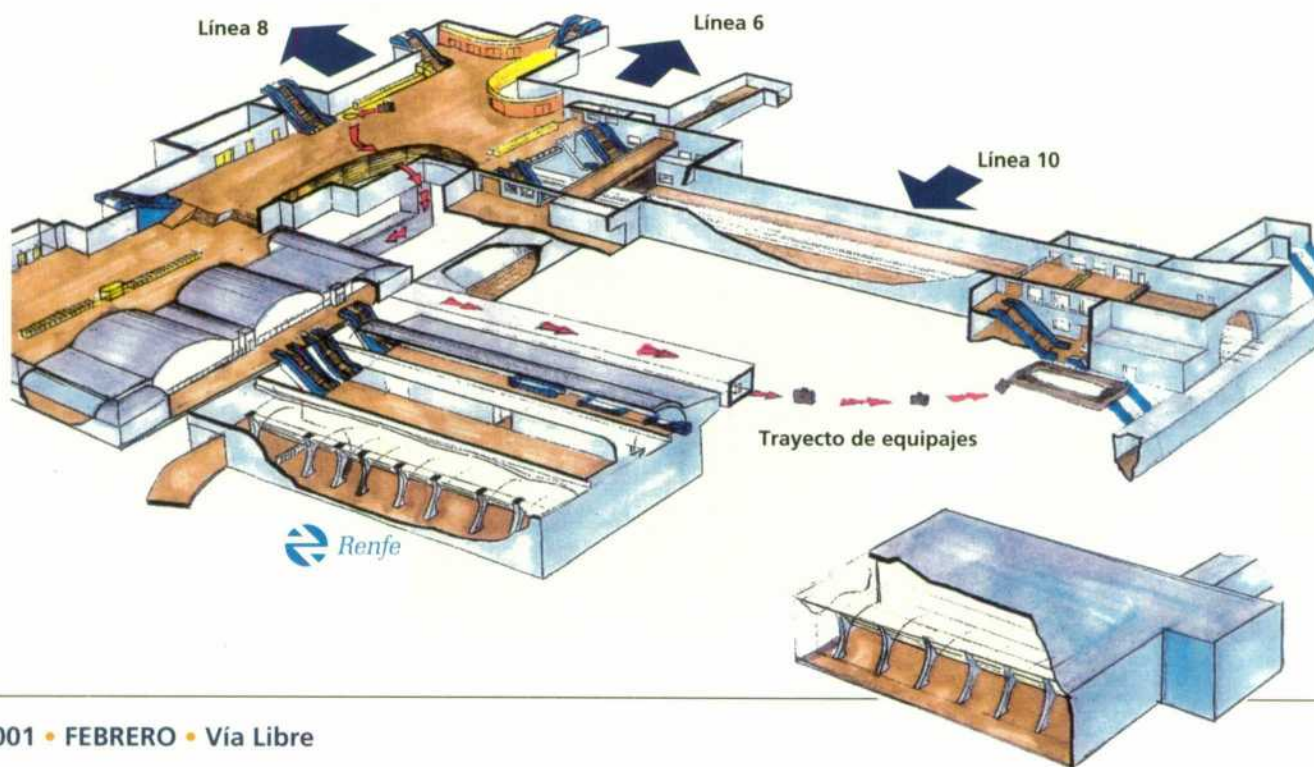 Línea 8
Línea 6
Línea 10
Trayecto de equipajes
Renfe
001 • FEBRERO • Vía Libre